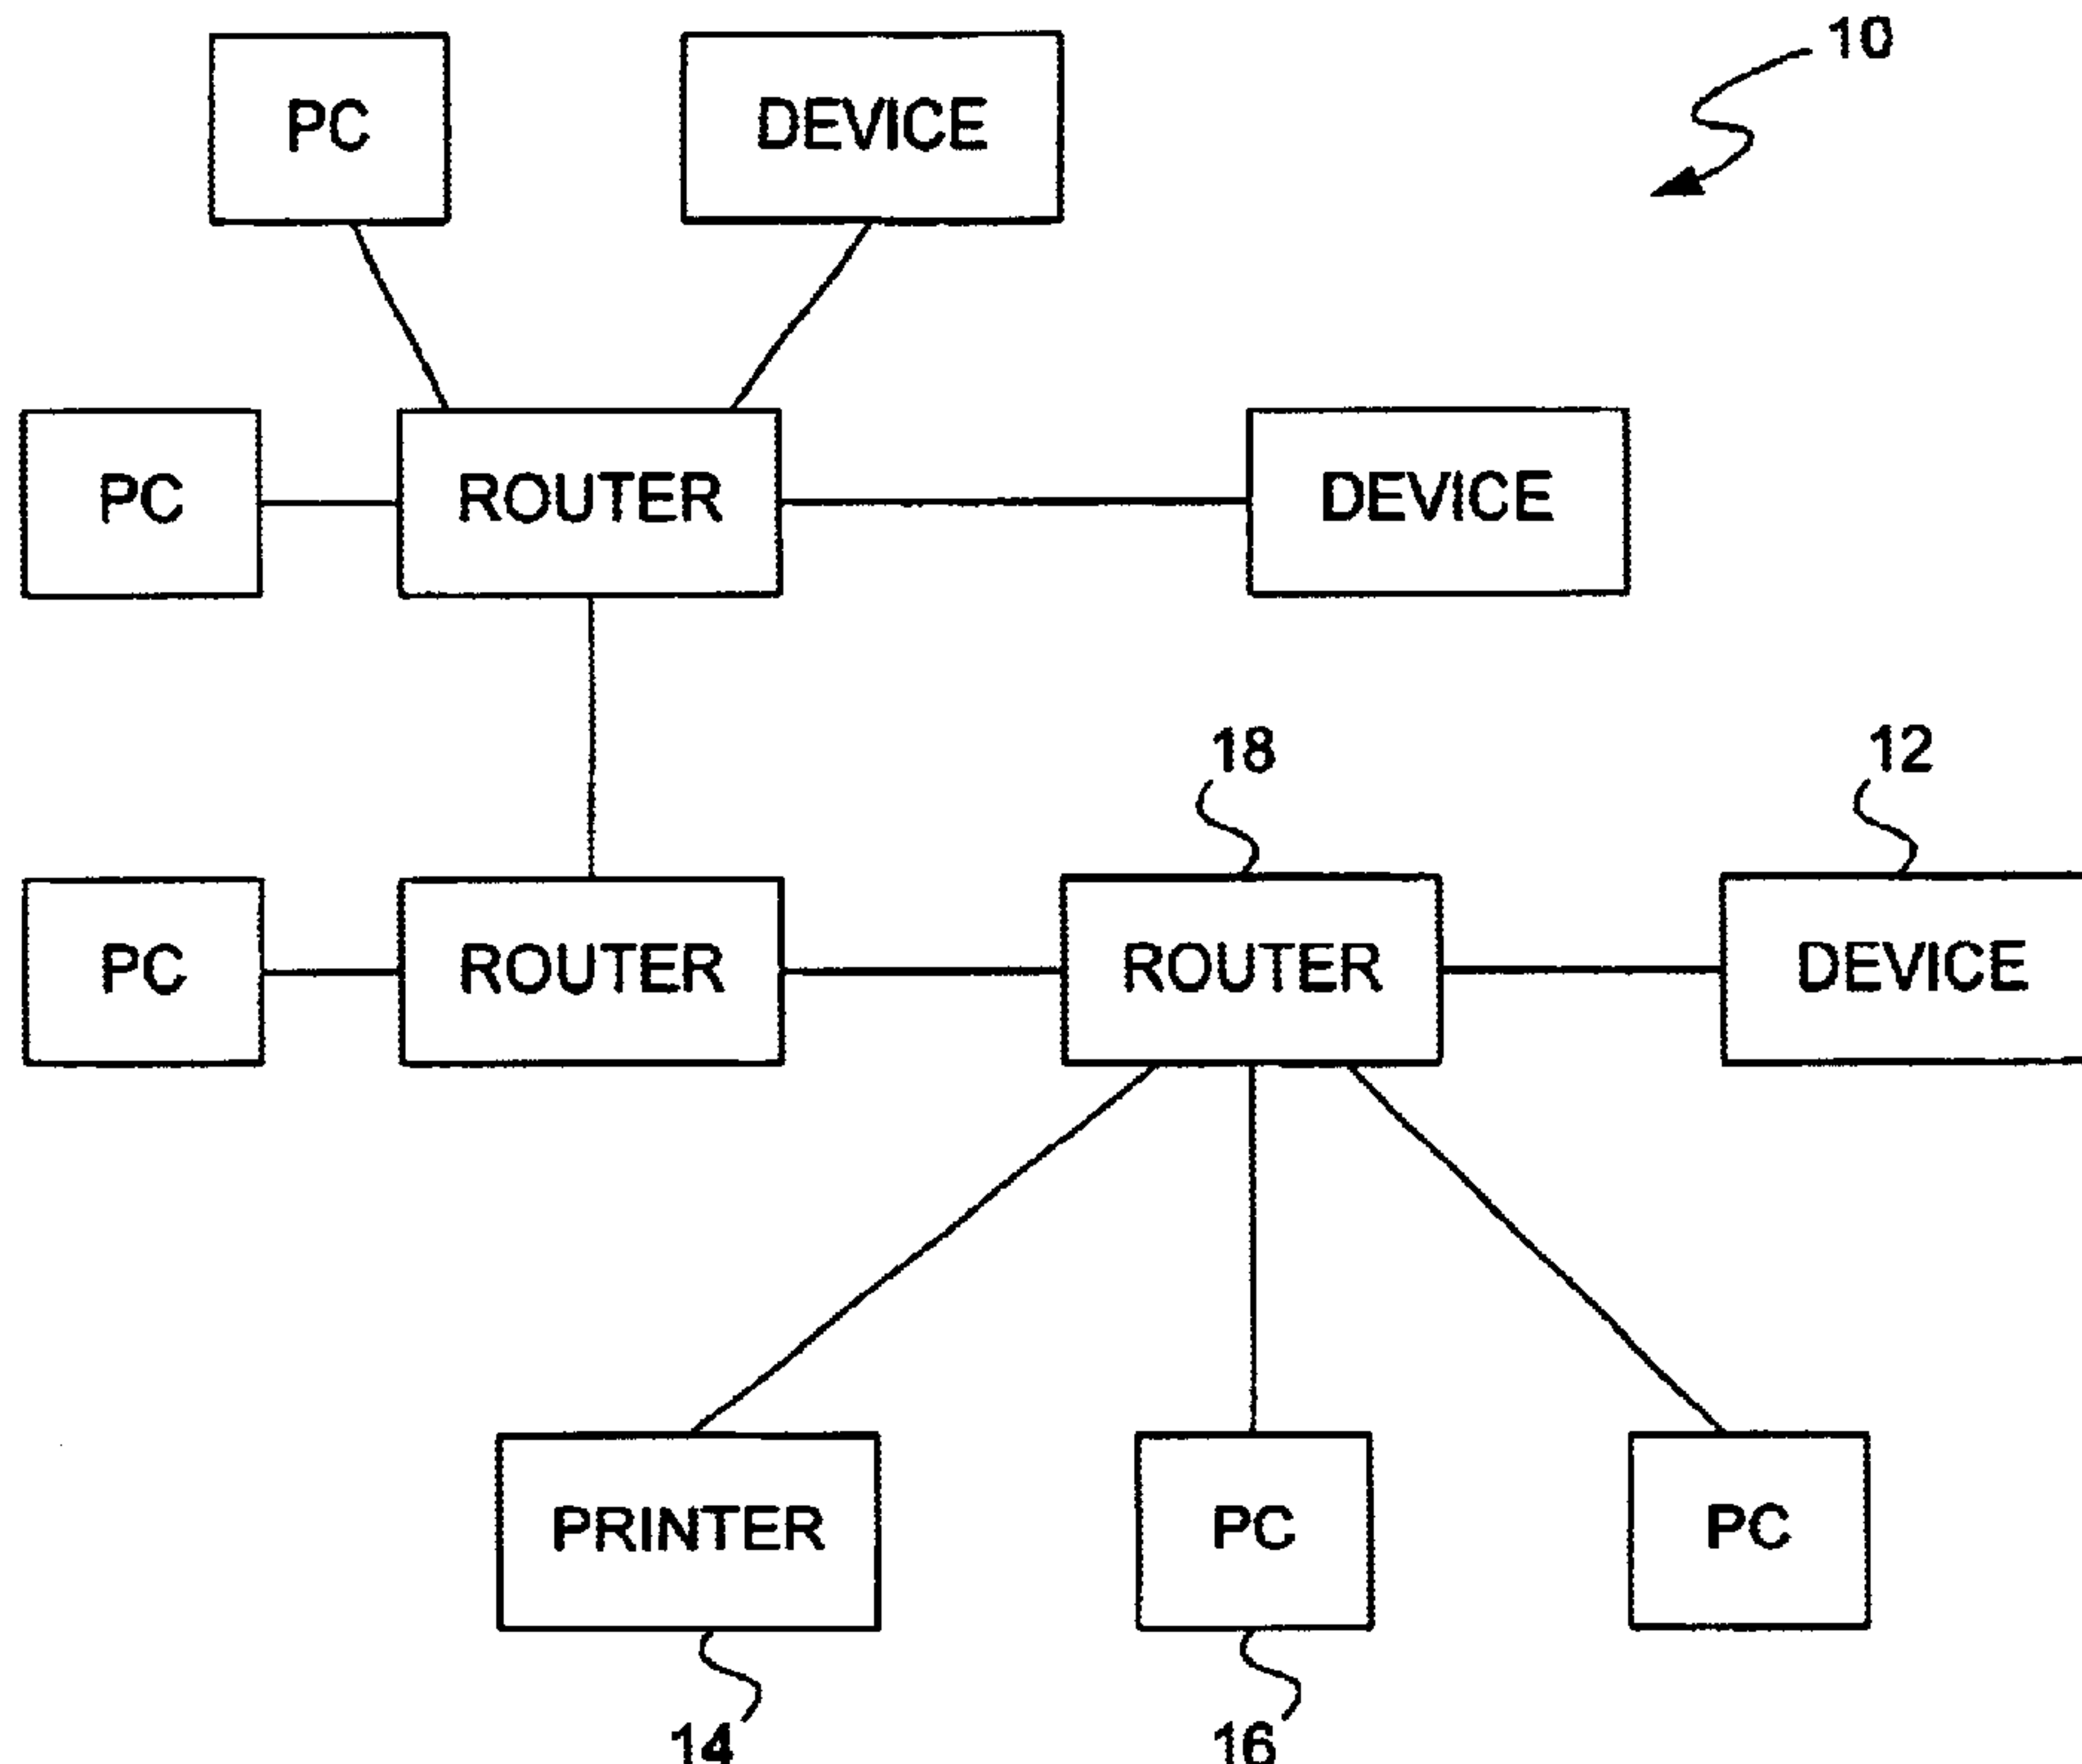 10
PC
DEVICE
PC
ROUTER
DEVICE
18
12
PC
ROUTER
ROUTER
DEVICE
PRINTER
PC
PC
14
16